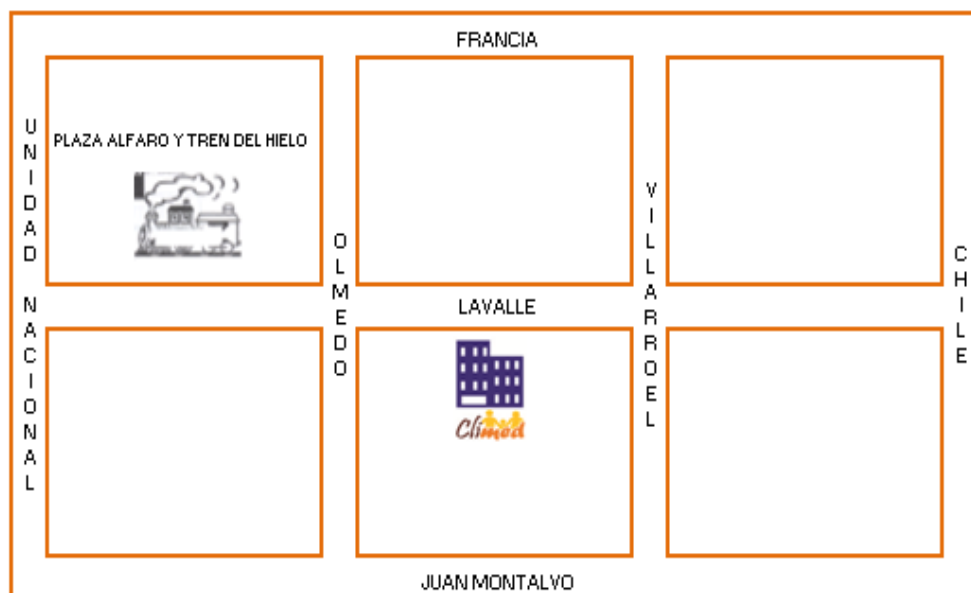 FRANCIA
UNIDAD NACIONAL
PLAZA ALFARO Y TREN DEL HIELO
OLMEDO
VILLARROEL
CHILE
LAVALLE
Climed
JUAN MONTALVO